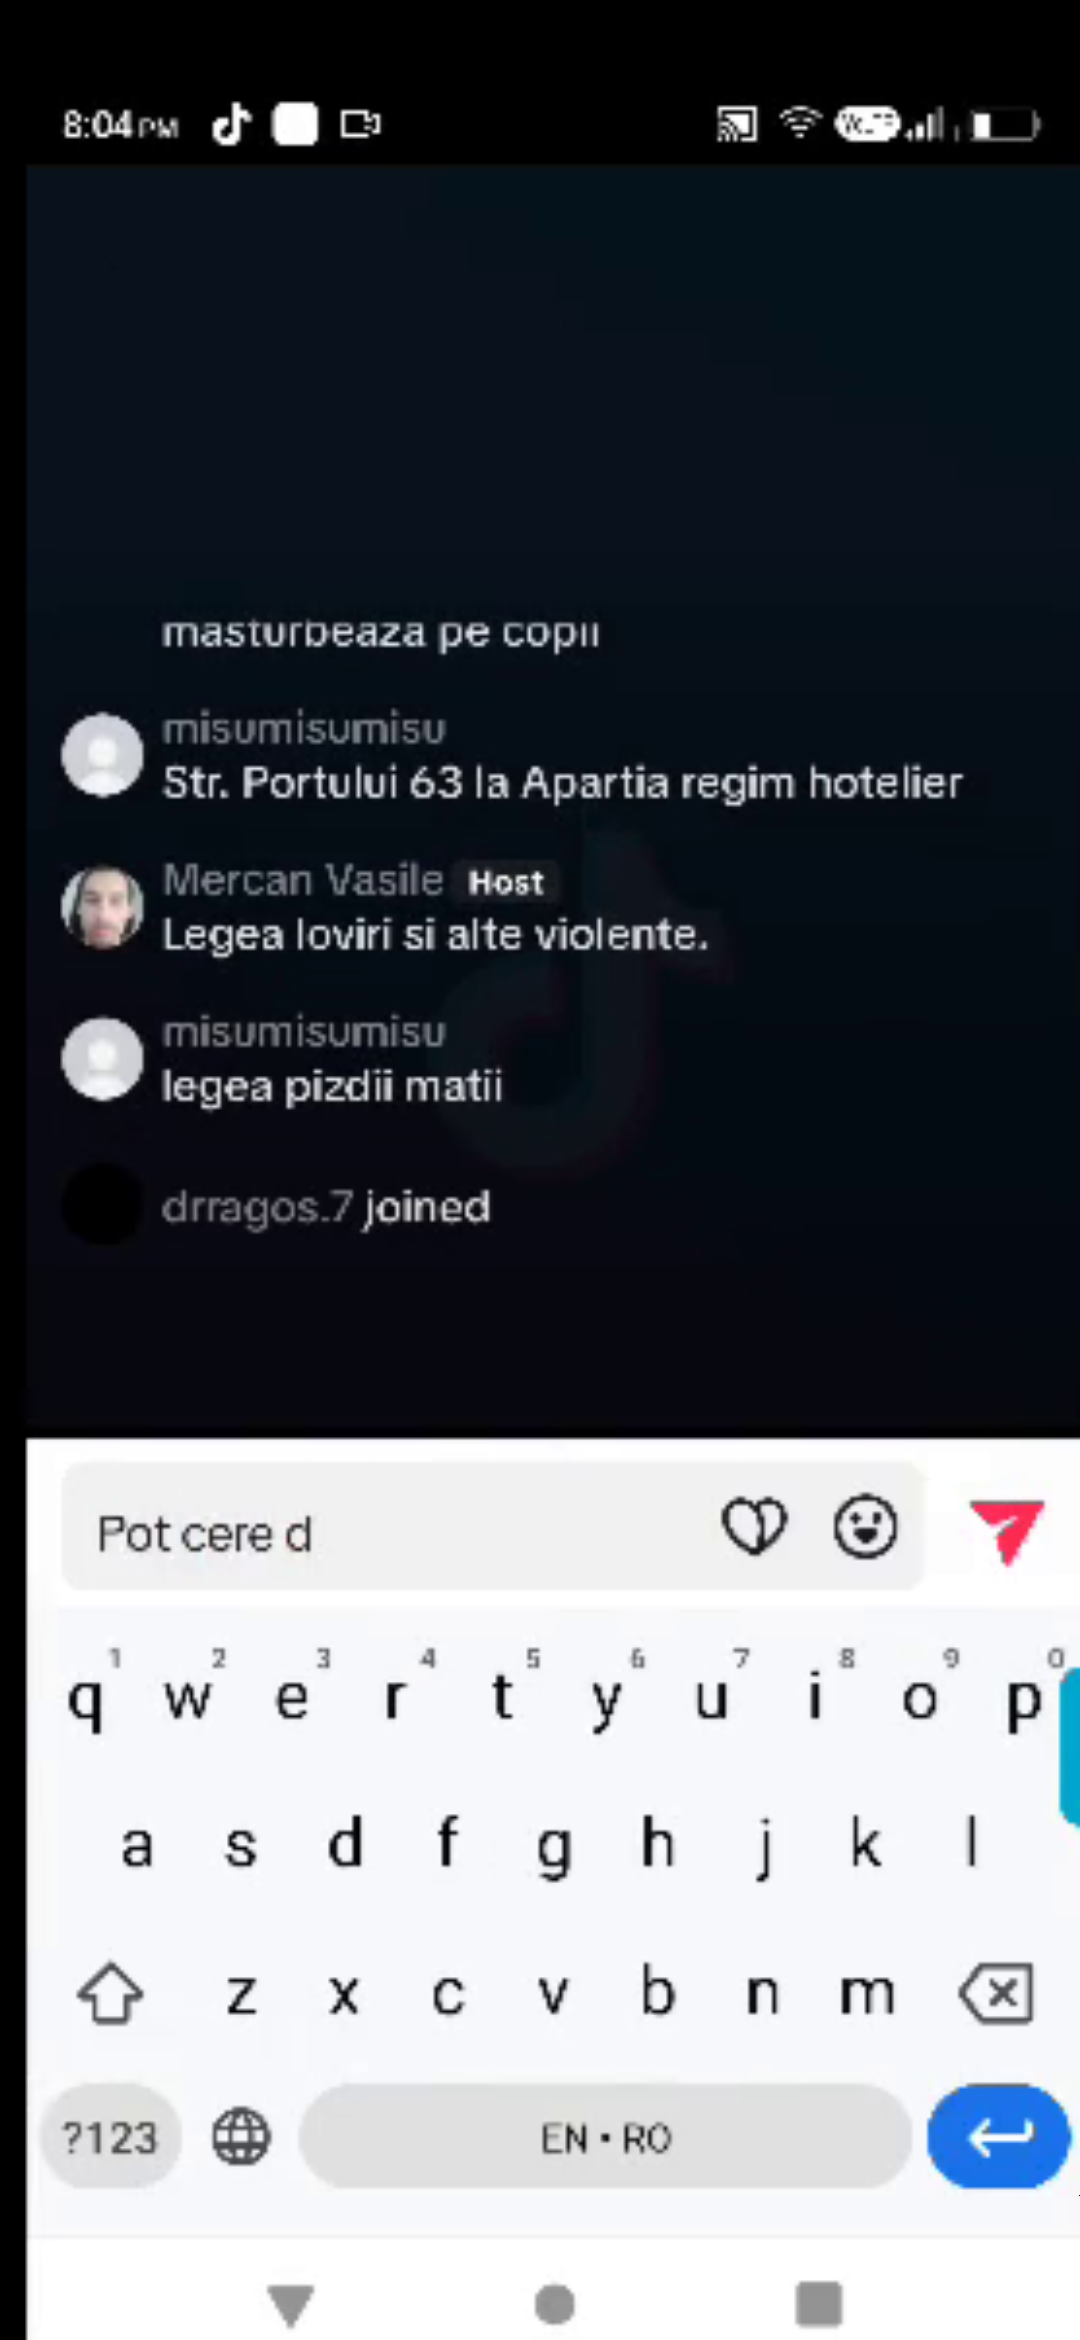 8:04 PM
masturbeaza pe copii
misumisumisu
Str. Portului 63 la Apartia regim hotelier
Mercan Vasile Host
Legea loviri si alte violente.
misumisumisu
legea pizdii matii
drragos.7 joined
Pot cere d
1 2 3 4 5 6 7 8 9 0
q w e r t y u i o p
a s d f g h j k l
z x c v b n m
?123 EN • RO